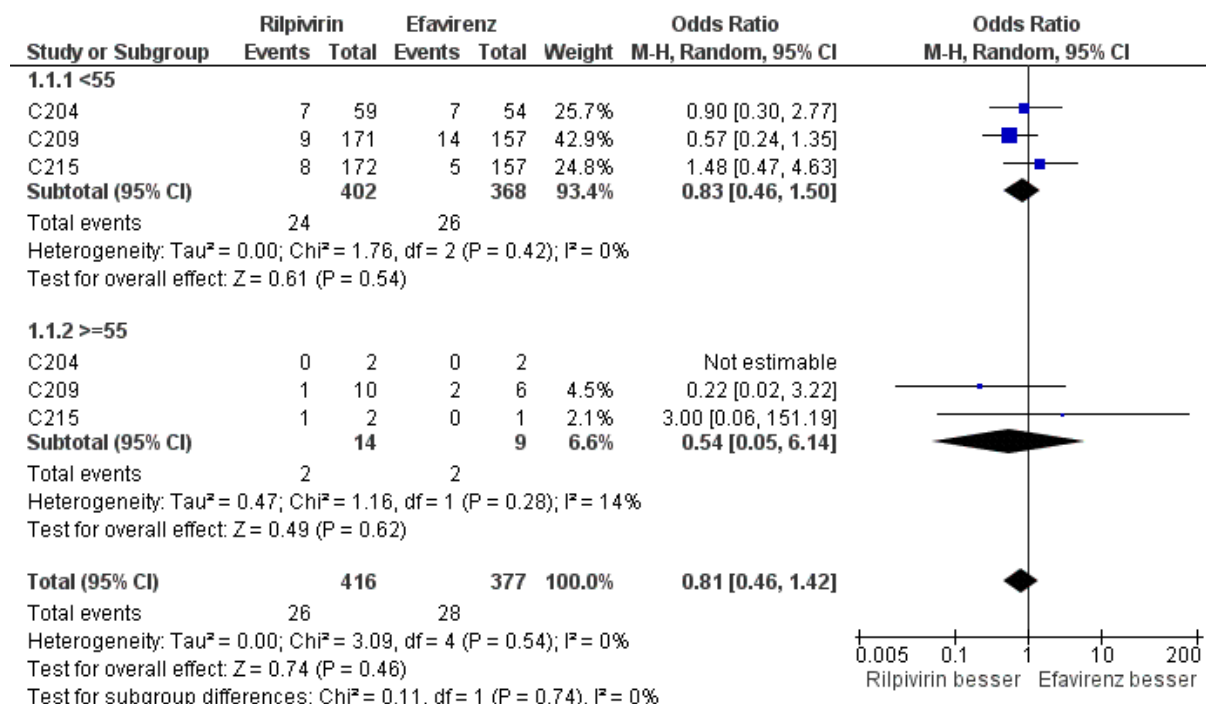 Rilpivirin Efavirenz Odds Ratio Odds Ratio
Study or Subgroup Events Total Events Total Weight M-H, Random, 95% CI M-H, Random, 95% CI
1.1.1 <55
C204 7 59 7 54 25.7% 0.90 [0.30, 2.77]
C209 9 171 14 157 42.9% 0.57 [0.24, 1.35]
C215 8 172 5 157 24.8% 1.48 [0.47, 4.63]
Subtotal (95% CI) 402 368 93.4% 0.83 [0.46, 1.50]
Total events 24 26
Heterogeneity: Tau² = 0.00; Chi² = 1.76, df = 2 (P = 0.42); I² = 0%
Test for overall effect: Z = 0.61 (P = 0.54)
1.1.2 >=55
C204 0 2 0 2 Not estimable
C209 1 10 2 6 4.5% 0.22 [0.02, 3.22]
C215 1 2 0 1 2.1% 3.00 [0.06, 151.19]
Subtotal (95% CI) 14 9 6.6% 0.54 [0.05, 6.14]
Total events 2 2
Heterogeneity: Tau² = 0.47; Chi² = 1.16, df = 1 (P = 0.28); I² = 14%
Test for overall effect: Z = 0.49 (P = 0.62)
Total (95% CI) 416 377 100.0% 0.81 [0.46, 1.42]
Total events 26 28
Heterogeneity: Tau² = 0.00; Chi² = 3.09, df = 4 (P = 0.54); I² = 0%
Test for overall effect: Z = 0.74 (P = 0.46)
Test for subgroup differences: Chi² = 0.11, df = 1 (P = 0.74), I² = 0%
0.005 0.1 1 10 200
Rilpivirin besser Efavirenz besser